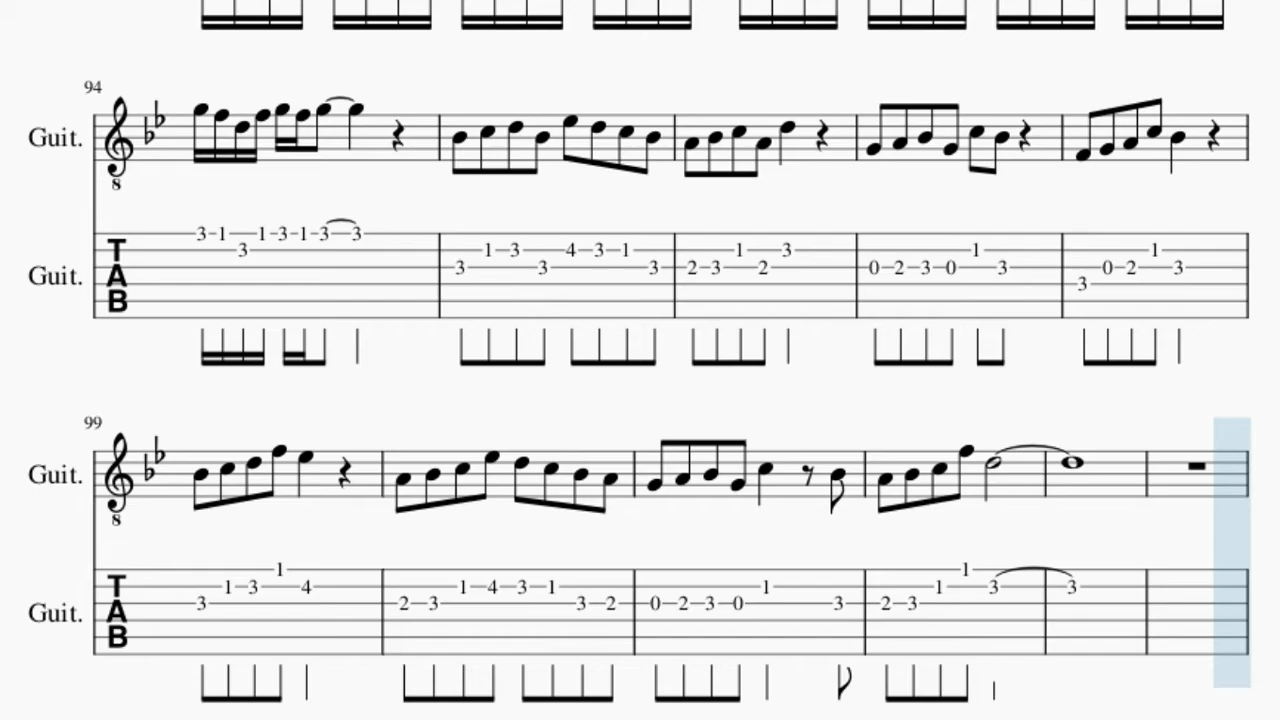 94
8
Guit.
3 1 3 1 3 1 3 3
3 1 3 3 4 3 1 3
2 3 1 2 3
0 2 3 0 1 3
3 0 2 1 3
Guit.
T
A
B
99
8
Guit.
3 1 3 1 4
2 3 1 4 3 1 3 2
0 2 3 0 1 3
2 3 1 1 3
3
Guit.
T
A
B